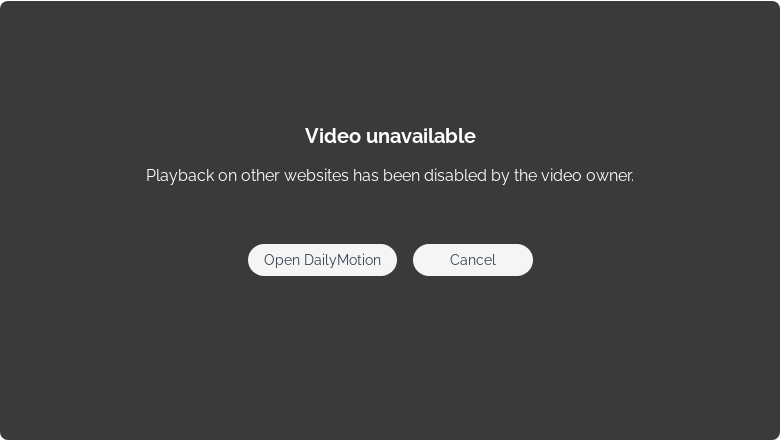 Video unavailable
Playback on other websites has been disabled by the video owner.
Open DailyMotion
Cancel